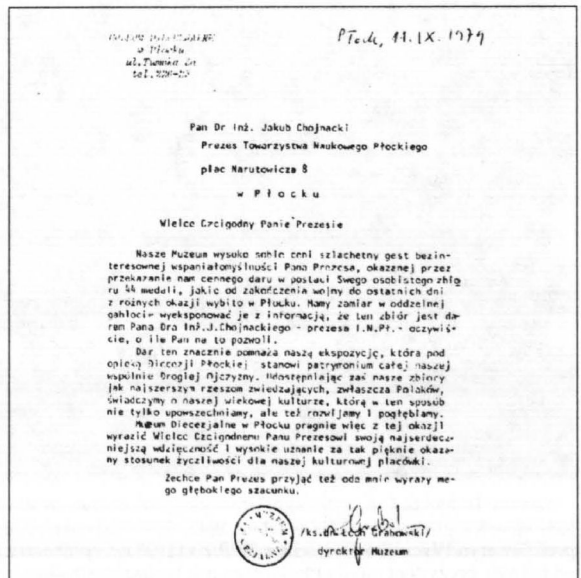 MUZEUM DIECEZJALNE
w Płocku
ul. Tumska 3a
tel.
Płock, 11.IX.1979
Pan Dr Inż. Jakub Chojnacki
Prezes Towarzystwa Naukowego Płockiego
plac Narutowicza 8
w Płocku
Wielce Czcigodny Panie Prezesie
Nasze Muzeum wysoko sobie ceni szlachetny gest bezin-
teresownej wspaniałomyślności Pana Prezesa, okazanej przez
przekazanie nam cennego daru w postaci Swego osobistego zbio
ru 44 medali, jakie od zakończenia wojny do ostatnich dni
z różnych okazji wybito w Płocku. Mamy zamiar w oddzielnej
gablocie wyeksponować je z informacją, że ten zbiór jest da-
rem Pana Dra Inż.J.Chojnackiego - prezesa T.N.Pł.- oczywiś-
cie, o ile Pan na to pozwoli.
Dar ten znacznie pomnaża naszą ekspozycję, która pod
opieką Diecezji Płockiej stanowi patrymonium całej naszej
wspólnie Drogiej Ojczyzny. Udostępniając zaś nasze zbiory
jak najszerszym rzeszom zwiedzających, zwłaszcza Polaków,
świadczymy o naszej wiekowej kulturze, którą w ten sposób
nie tylko upowszechniamy, ale też rozwijamy i pogłębiamy.
Muzeum Diecezjalne w Płocku pragnie więc z tej okazji
wyrazić Wielce Czcigodnemu Panu Prezesowi swoją najserdecz-
niejszą wdzięczność i wysokie uznanie za tak pięknie okaza-
ny stosunek życzliwości dla naszej kulturowej placówki.
Zechce Pan Prezes przyjąć też ode mnie wyrazy me-
go głębokiego szacunku.
MUZEUM
/ks.dr Lech Grabowski/
dyrektor Muzeum